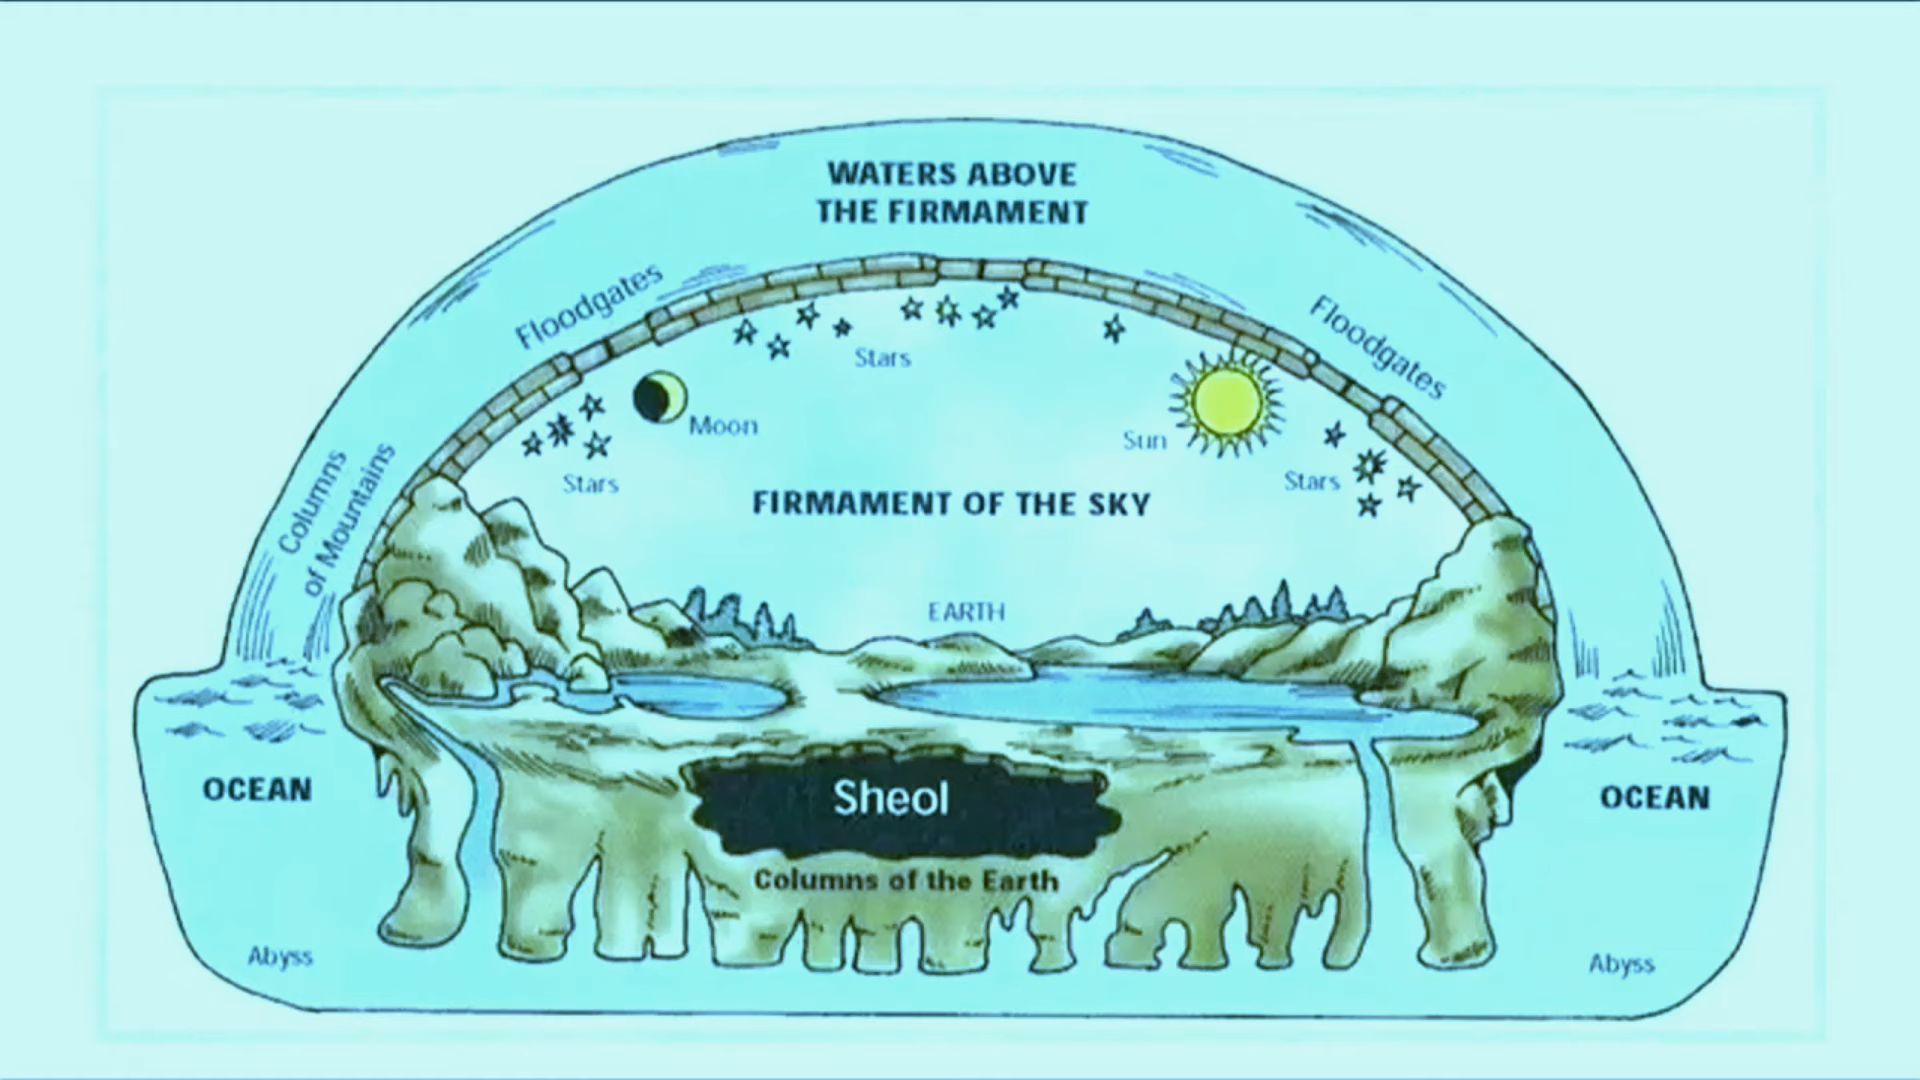 WATERS ABOVE
THE FIRMAMENT
Floodgates
Floodgates
Stars
Moon
Sun
Columns
of Mountains
Stars
Stars
FIRMAMENT OF THE SKY
EARTH
OCEAN
Sheol
OCEAN
Columns of the Earth
Abyss
Abyss